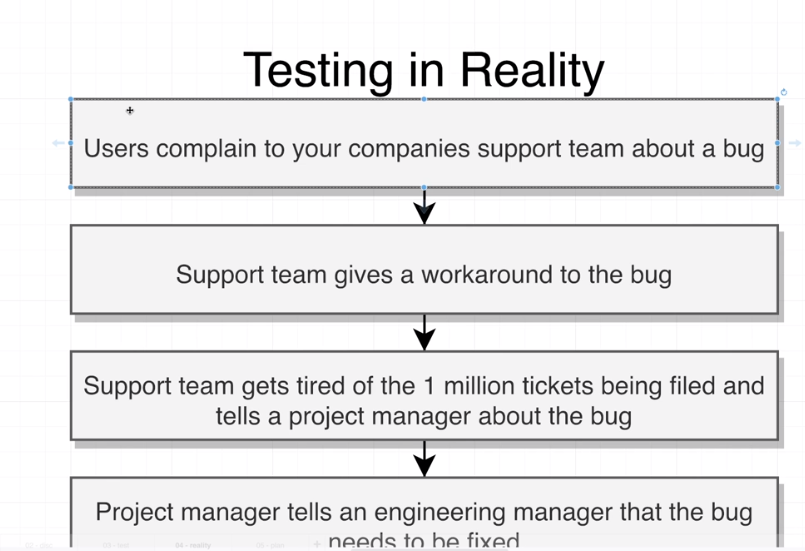 Testing in Reality
Users complain to your companies support team about a bug
Support team gives a workaround to the bug
Support team gets tired of the 1 million tickets being filed and
tells a project manager about the bug
Project manager tells an engineering manager that the bug
needs to be fixed
04 - reality